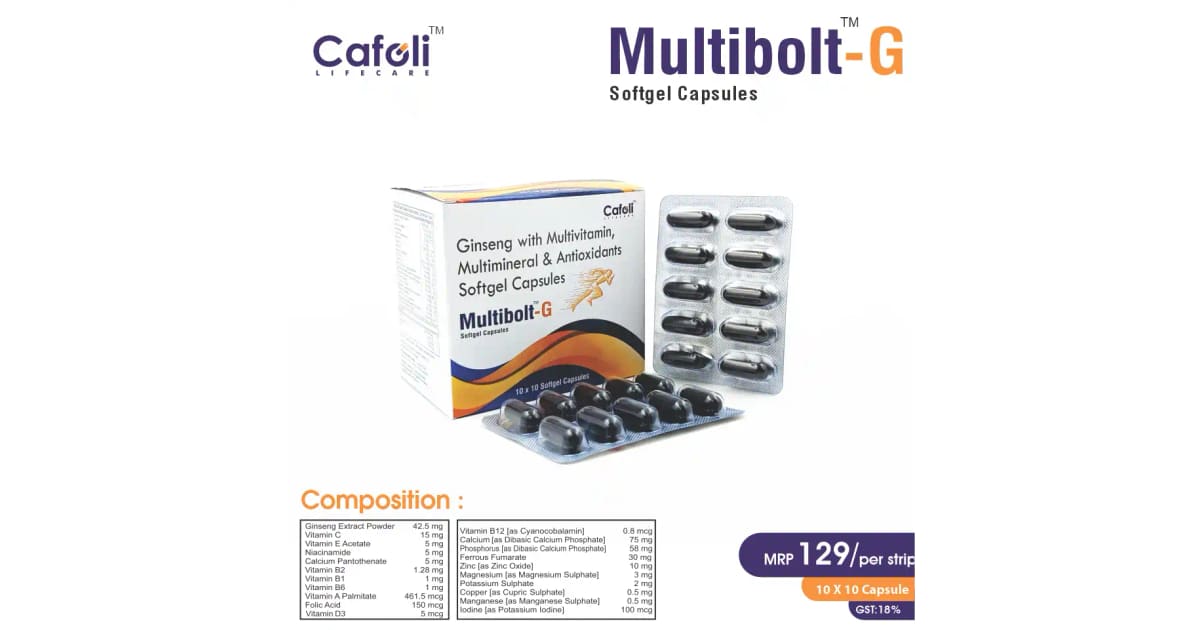 Cafoli™
LIFECARE
Multibolt™-G
Softgel Capsules
Cafoli™
LIFECARE
Ginseng with Multivitamin,
Multimineral & Antioxidants
Softgel Capsules
Multibolt™-G
Softgel Capsules
10 x 10 Softgel Capsules
Composition :
Ginseng Extract Powder 42.5 mg
Vitamin C 15 mg
Vitamin E Acetate 5 mg
Niacinamide 5 mg
Calcium Pantothenate 5 mg
Vitamin B2 1.28 mg
Vitamin B1 1 mg
Vitamin B6 1 mg
Vitamin A Palmitate 461.5 mcg
Folic Acid 150 mcg
Vitamin D3 5 mcg
Vitamin B12 [as Cyanocobalamin] 0.8 mcg
Calcium [as Dibasic Calcium Phosphate] 75 mg
Phosphorus [as Dibasic Calcium Phosphate] 58 mg
Ferrous Fumarate 30 mg
Zinc [as Zinc Oxide] 10 mg
Magnesium [as Magnesium Sulphate] 3 mg
Potassium Sulphate 2 mg
Copper [as Cupric Sulphate] 0.5 mg
Manganese [as Manganese Sulphate] 0.5 mg
Iodine [as Potassium Iodine] 100 mcg
MRP 129/per strip
10 X 10 Capsule
GST:18%